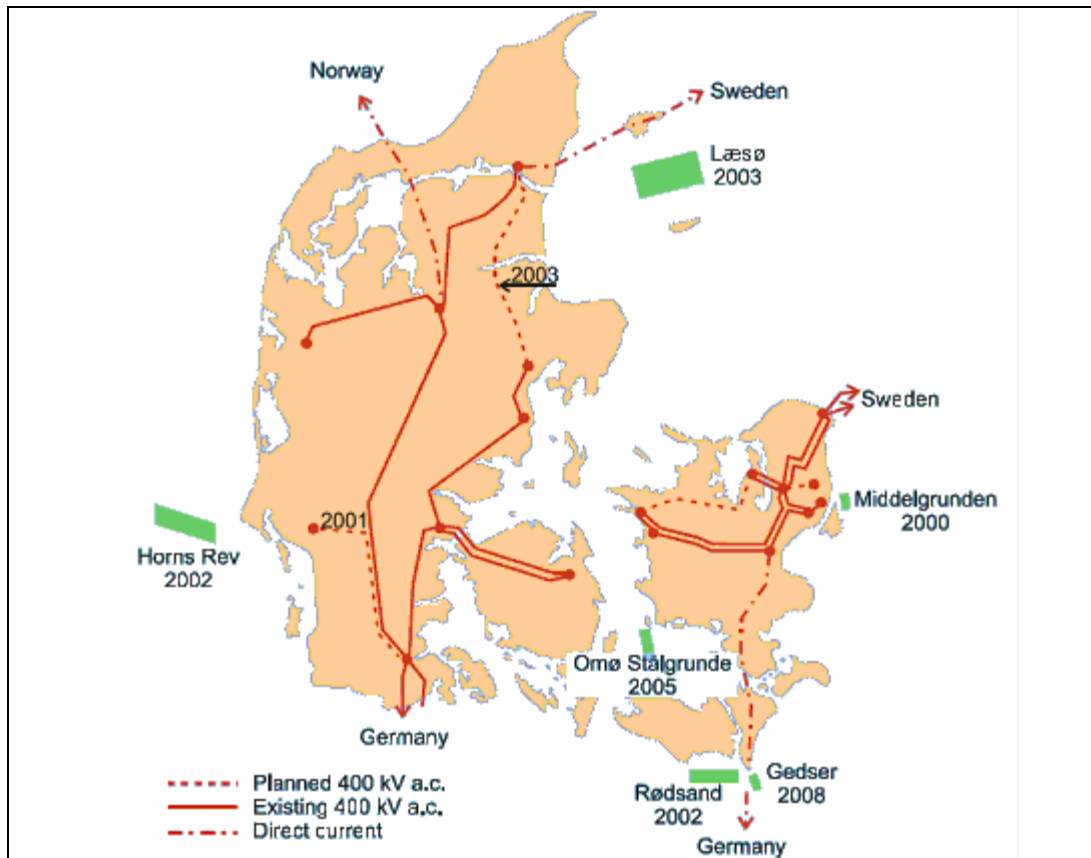 Norway
Sweden
Læsø
2003
2003
Sweden
Middelgrunden
2000
2001
Horns Rev
2002
Omø Stålgrunde
2005
Germany
Planned 400 kV a.c.
Existing 400 kV a.c.
Direct current
Rødsand
2002
Gedser
2008
Germany